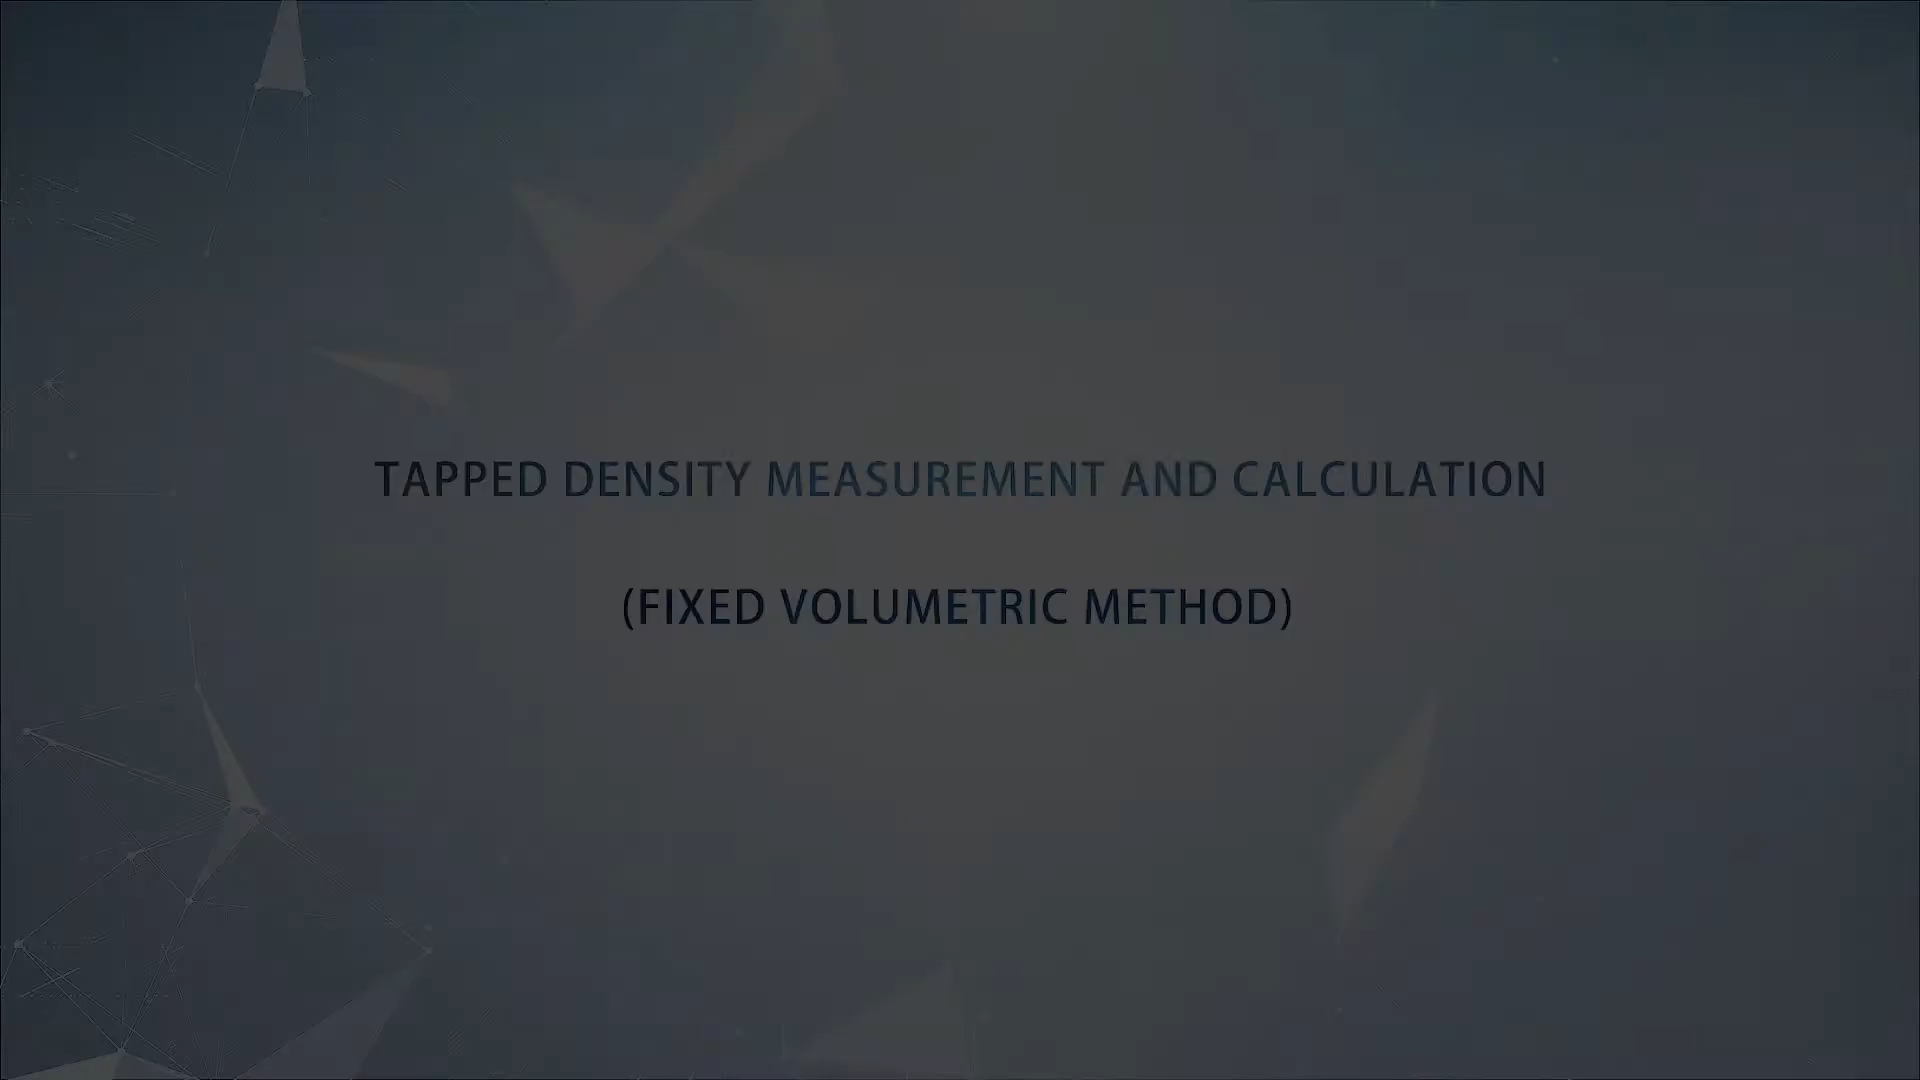 TAPPED DENSITY MEASUREMENT AND CALCULATION
(FIXED VOLUMETRIC METHOD)